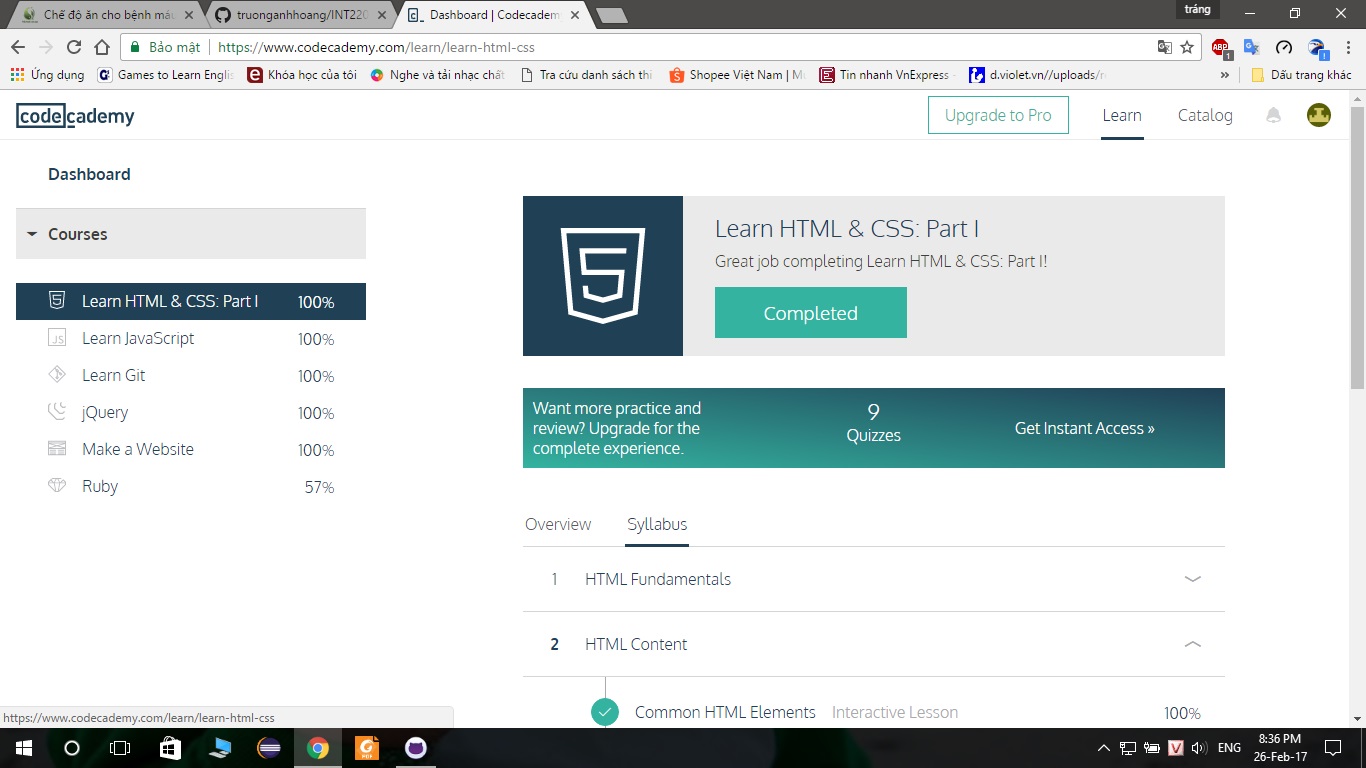 Chế độ ăn cho bệnh máu
truonganhhoang/INT220
Dashboard | Codecadem
tráng
Bảo mật
https://www.codecademy.com/learn/learn-html-css
ABP
1
1
Ứng dụng
Games to Learn Englis
Khóa học của tôi
Nghe và tải nhạc chất
Tra cứu danh sách thi
Shopee Việt Nam | Mu
Tin nhanh VnExpress
d.violet.vn//uploads/r
»
Dấu trang khác
codecademy
Upgrade to Pro
Learn
Catalog
Dashboard
Courses
Learn HTML & CSS: Part I 100%
Learn JavaScript 100%
Learn Git 100%
jQuery 100%
Make a Website 100%
Ruby 57%
Learn HTML & CSS: Part I
Great job completing Learn HTML & CSS: Part I!
Completed
Want more practice and
review? Upgrade for the
complete experience.
9
Quizzes
Get Instant Access »
Overview
Syllabus
1 HTML Fundamentals
2 HTML Content
Common HTML Elements Interactive Lesson 100%
https://www.codecademy.com/learn/learn-html-css
PDF
ENG
8:36 PM
26-Feb-17